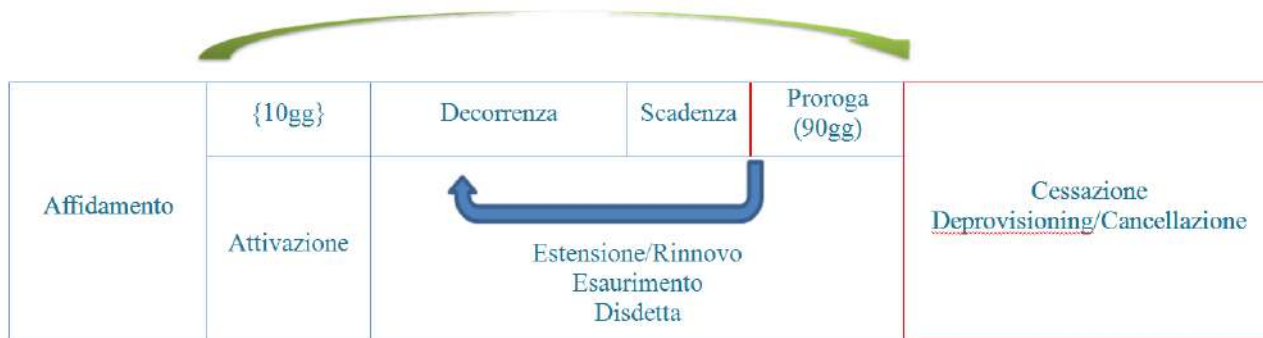 Affidamento
{10gg}
Attivazione
Decorrenza
Scadenza
Proroga
(90gg)
Estensione/Rinnovo
Esaurimento
Disdetta
Cessazione
Deprovisioning/Cancellazione